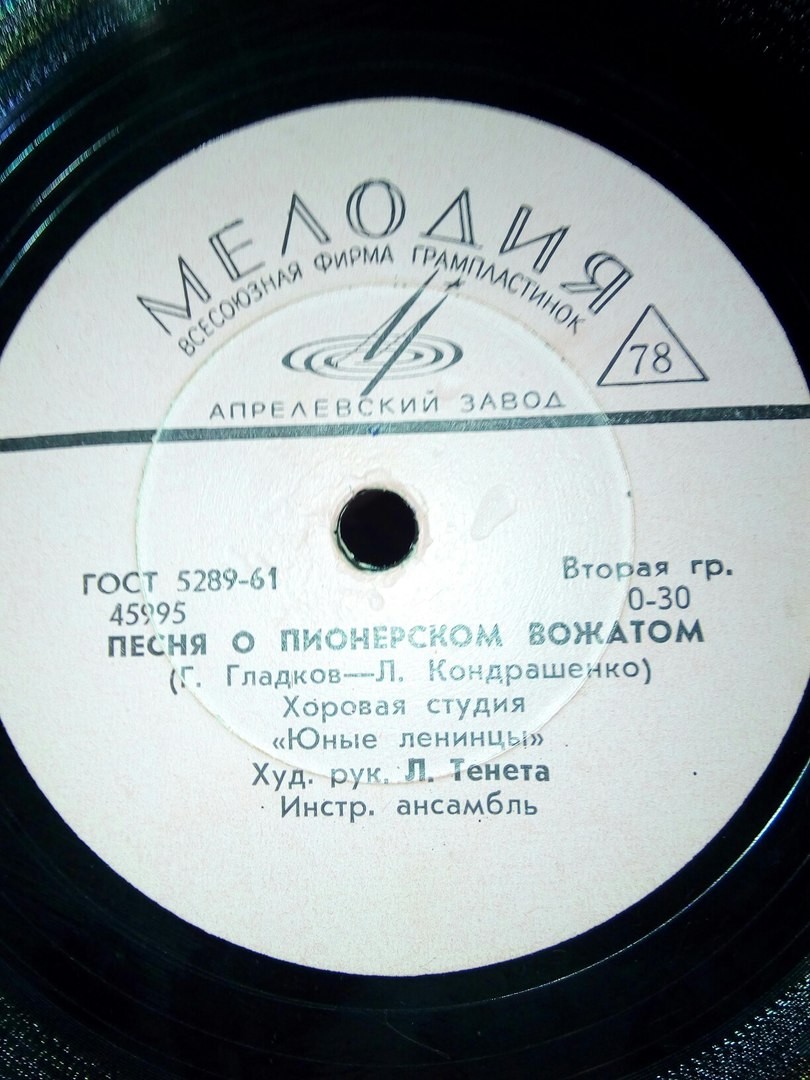 МЕЛОДИЯ
ВСЕСОЮЗНАЯ ФИРМА ГРАМПЛАСТИНОК
78
АПРЕЛЕВСКИЙ ЗАВОД
ГОСТ 5289-61 Вторая гр.
45995 0-30
ПЕСНЯ О ПИОНЕРСКОМ ВОЖАТОМ
(Г. Гладков—Л. Кондрашенко)
Хоровая студия
«Юные ленинцы»
Худ. рук. Л. Тенета
Инстр. ансамбль